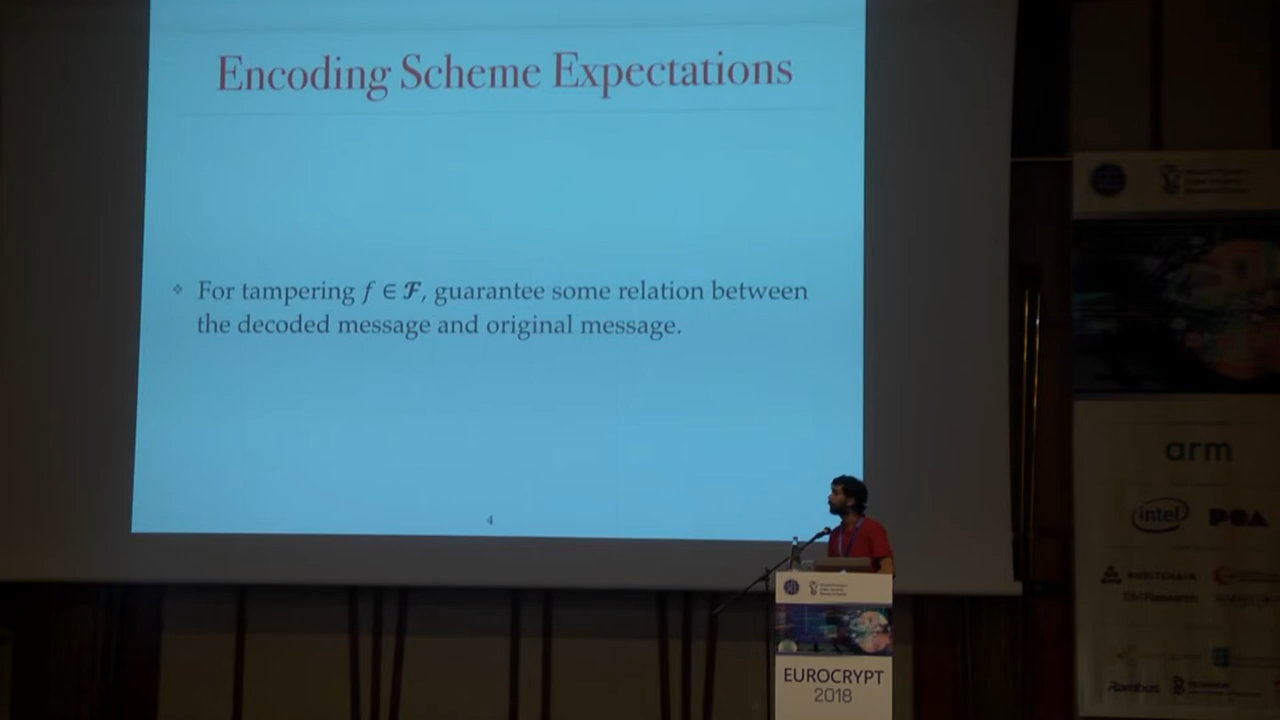 Encoding Scheme Expectations
❖ For tampering f ∈ 𝓕, guarantee some relation between
the decoded message and original message.
4
arm
intel
Rambus
EUROCRYPT
2018